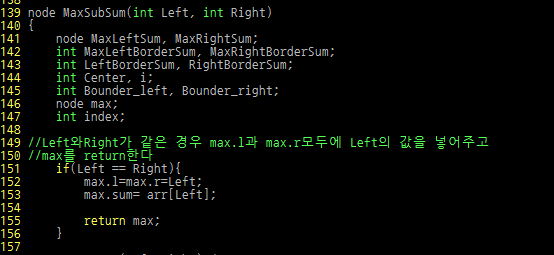 139 node MaxSubSum(int Left, int Right)
140 {
141     node MaxLeftSum, MaxRightSum;
142     int MaxLeftBorderSum, MaxRightBorderSum;
143     int LeftBorderSum, RightBorderSum;
144     int Center, i;
145     int Bounder_left, Bounder_right;
146     node max;
147     int index;
148
149 //Left와Right가 같은 경우 max.l과 max.r모두에 Left의 값을 넣어주고
150 //max를 return한다
151     if(Left == Right){
152         max.l=max.r=Left;
153         max.sum= arr[Left];
154
155         return max;
156     }
157